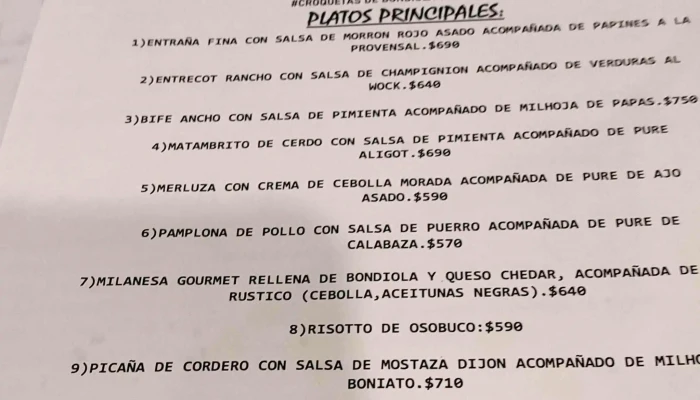 #CROQUETAS DE
PLATOS PRINCIPALES:
1)ENTRAÑA FINA CON SALSA DE MORRON ROJO ASADO ACOMPAÑADA DE PAPINES A LA
PROVENSAL.$690
2)ENTRECOT RANCHO CON SALSA DE CHAMPIGNION ACOMPAÑADO DE VERDURAS AL
WOCK.$640
3)BIFE ANCHO CON SALSA DE PIMIENTA ACOMPAÑADO DE MILHOJA DE PAPAS.$750
4)MATAMBRITO DE CERDO CON SALSA DE PIMIENTA ACOMPAÑADO DE PURE
ALIGOT.$690
5)MERLUZA CON CREMA DE CEBOLLA MORADA ACOMPAÑADA DE PURE DE AJO
ASADO.$590
6)PAMPLONA DE POLLO CON SALSA DE PUERRO ACOMPAÑADA DE PURE DE
CALABAZA.$570
7)MILANESA GOURMET RELLENA DE BONDIOLA Y QUESO CHEDAR, ACOMPAÑADA DE
RUSTICO (CEBOLLA,ACEITUNAS NEGRAS).$640
8)RISOTTO DE OSOBUCO:$590
9)PICAÑA DE CORDERO CON SALSA DE MOSTAZA DIJON ACOMPAÑADO DE MILHO
BONIATO.$710